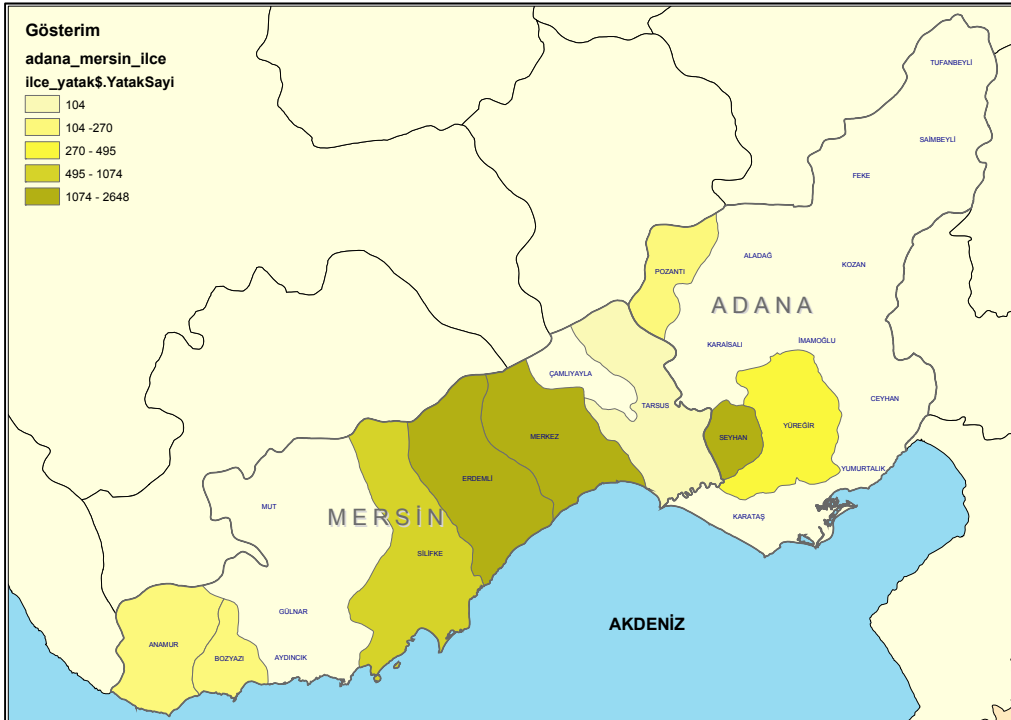 Gösterim
adana_mersin_ilce
ilce_yatak$.YatakSayi
104
104 -270
270 - 495
495 - 1074
1074 - 2648
TUFANBEYLİ
SAİMBEYLİ
FEKE
ALADAĞ
KOZAN
POZANTI
ADANA
KARAİSALI
İMAMOĞLU
ÇAMLIYAYLA
CEYHAN
TARSUS
YÜREĞİR
MERKEZ
SEYHAN
YUMURTALIK
ERDEMLİ
MUT
MERSİN
KARATAŞ
SİLİFKE
GÜLNAR
AKDENİZ
ANAMUR
BOZYAZI
AYDINCIK